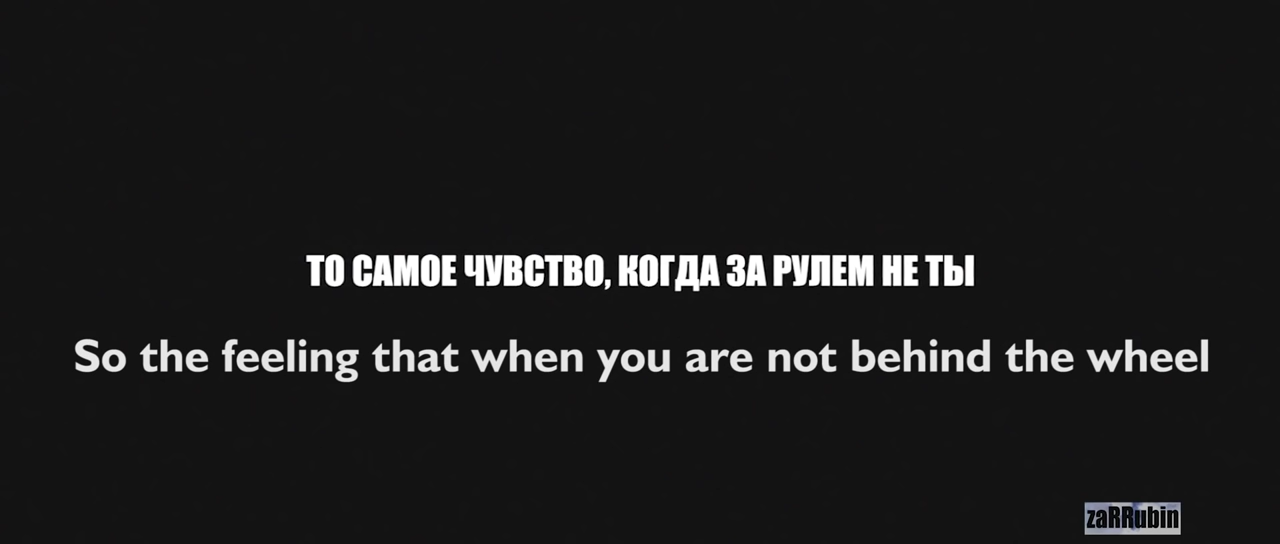 ТО САМОЕ ЧУВСТВО, КОГДА ЗА РУЛЕМ НЕ ТЫ
So the feeling that when you are not behind the wheel
zaRRubin